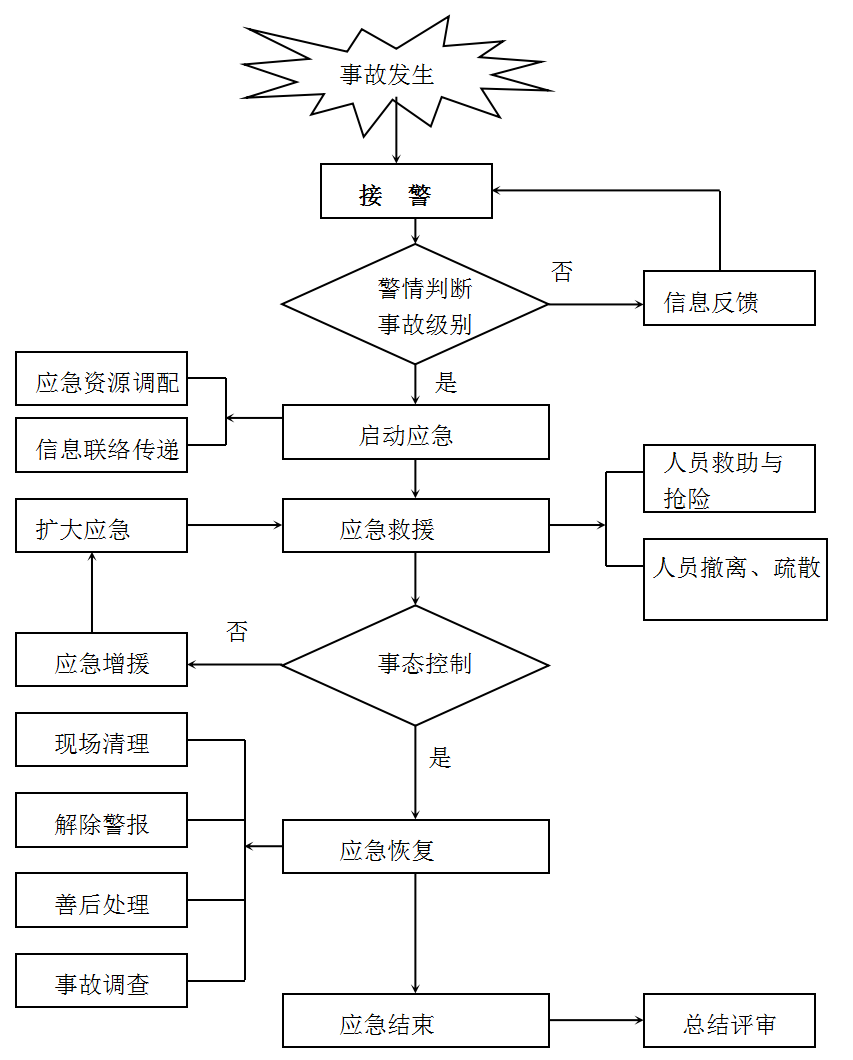 事故发生
接 警
否
警情判断
事故级别
信息反馈
是
应急资源调配
启动应急
信息联络传递
人员救助与
抢险
扩大应急
应急救援
人员撤离、疏散
否
应急增援
事态控制
现场清理
是
解除警报
应急恢复
善后处理
事故调查
应急结束
总结评审